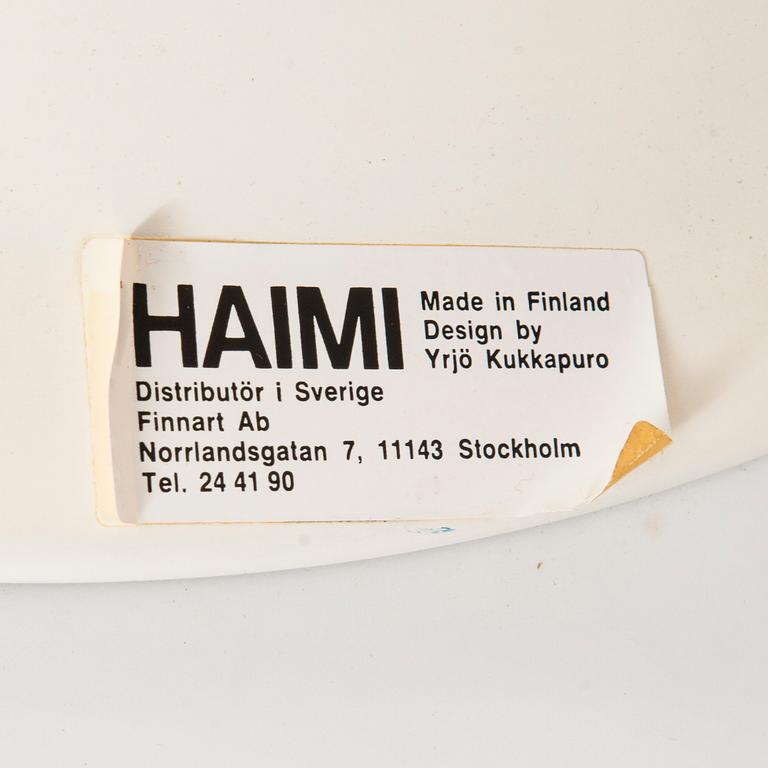 HAIMI
Made in Finland
Design by
Yrjö Kukkapuro
Distributör i Sverige
Finnart Ab
Norrlandsgatan 7, 11143 Stockholm
Tel. 24 41 90